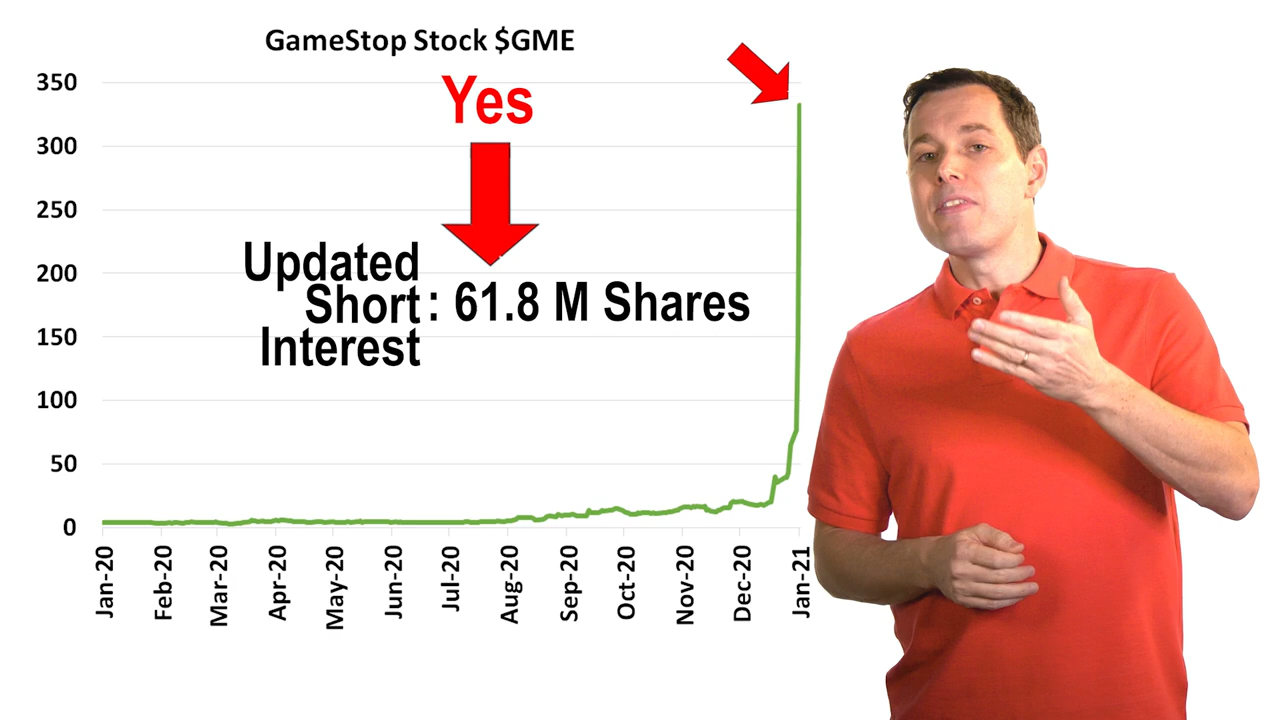 GameStop Stock $GME
Yes
Updated
Short : 61.8 M Shares
Interest
350
300
250
200
150
100
50
0
Jan-20
Feb-20
Mar-20
Apr-20
May-20
Jun-20
Jul-20
Aug-20
Sep-20
Oct-20
Nov-20
Dec-20
Jan-21